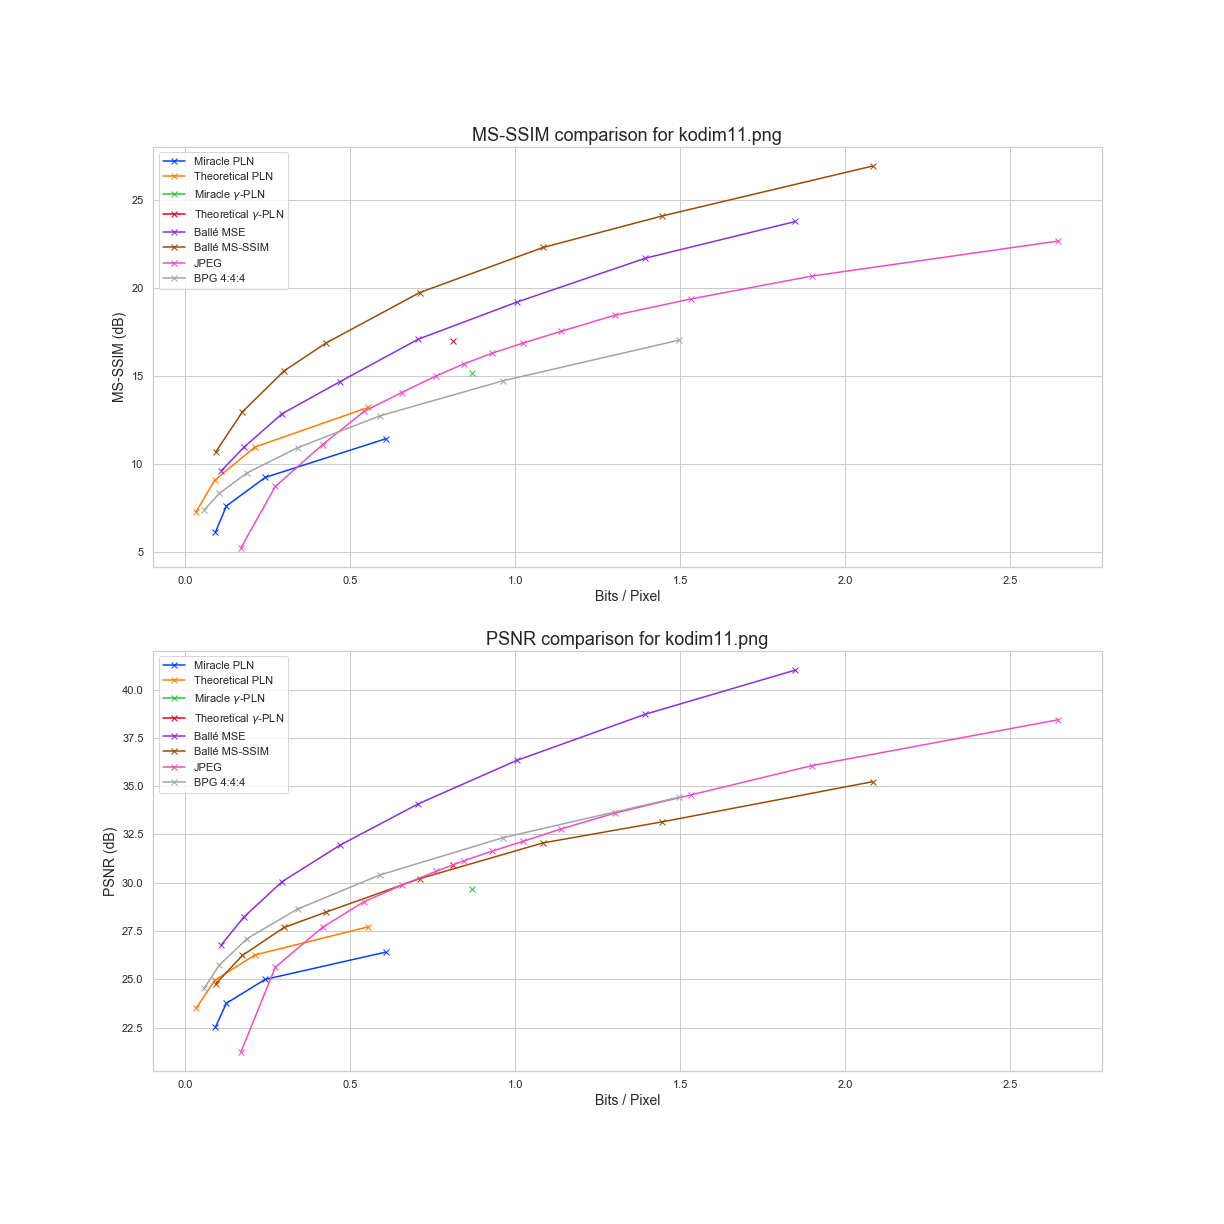 MS-SSIM comparison for kodim11.png
Miracle PLN
Theoretical PLN
Miracle γ-PLN
Theoretical γ-PLN
Ballé MSE
Ballé MS-SSIM
JPEG
BPG 4:4:4
MS-SSIM (dB)
25
20
15
10
5
0.0 0.5 1.0 1.5 2.0 2.5
Bits / Pixel
PSNR comparison for kodim11.png
Miracle PLN
Theoretical PLN
Miracle γ-PLN
Theoretical γ-PLN
Ballé MSE
Ballé MS-SSIM
JPEG
BPG 4:4:4
PSNR (dB)
40.0
37.5
35.0
32.5
30.0
27.5
25.0
22.5
0.0 0.5 1.0 1.5 2.0 2.5
Bits / Pixel